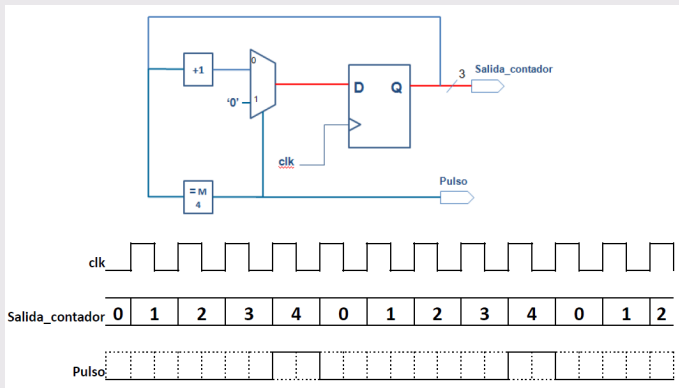 +1
0
'0'
1
D
Q
3
Salida_contador
clk
= M
4
Pulso
clk
Salida_contador 0 1 2 3 4 0 1 2 3 4 0 1 2
Pulso